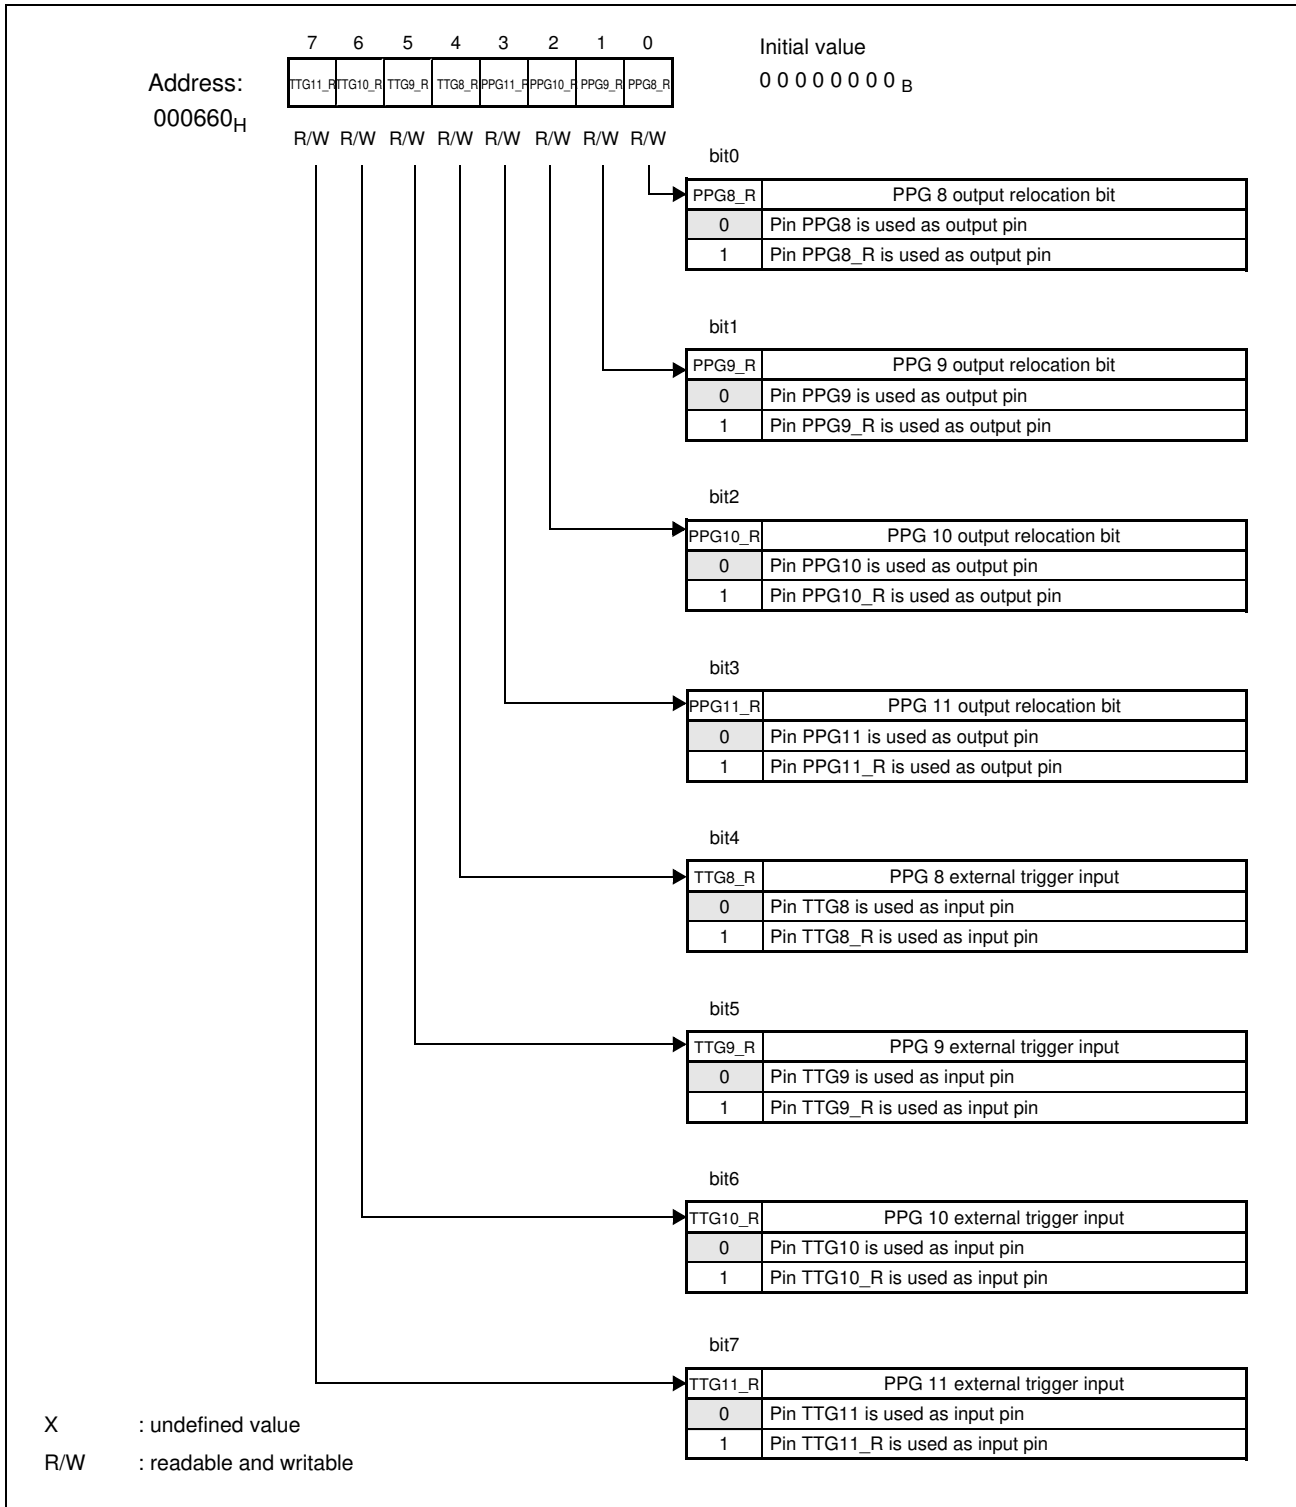 7 6 5 4 3 2 1 0
Initial value
Address:
TTG11_R TTG10_R TTG9_R TTG8_R PPG11_R PPG10_R PPG9_R PPG8_R
0 0 0 0 0 0 0 0 B
000660H
R/W R/W R/W R/W R/W R/W R/W R/W
bit0
PPG8_R PPG 8 output relocation bit
0 Pin PPG8 is used as output pin
1 Pin PPG8_R is used as output pin
bit1
PPG9_R PPG 9 output relocation bit
0 Pin PPG9 is used as output pin
1 Pin PPG9_R is used as output pin
bit2
PPG10_R PPG 10 output relocation bit
0 Pin PPG10 is used as output pin
1 Pin PPG10_R is used as output pin
bit3
PPG11_R PPG 11 output relocation bit
0 Pin PPG11 is used as output pin
1 Pin PPG11_R is used as output pin
bit4
TTG8_R PPG 8 external trigger input
0 Pin TTG8 is used as input pin
1 Pin TTG8_R is used as input pin
bit5
TTG9_R PPG 9 external trigger input
0 Pin TTG9 is used as input pin
1 Pin TTG9_R is used as input pin
bit6
TTG10_R PPG 10 external trigger input
0 Pin TTG10 is used as input pin
1 Pin TTG10_R is used as input pin
bit7
TTG11_R PPG 11 external trigger input
0 Pin TTG11 is used as input pin
1 Pin TTG11_R is used as input pin
X : undefined value
R/W : readable and writable